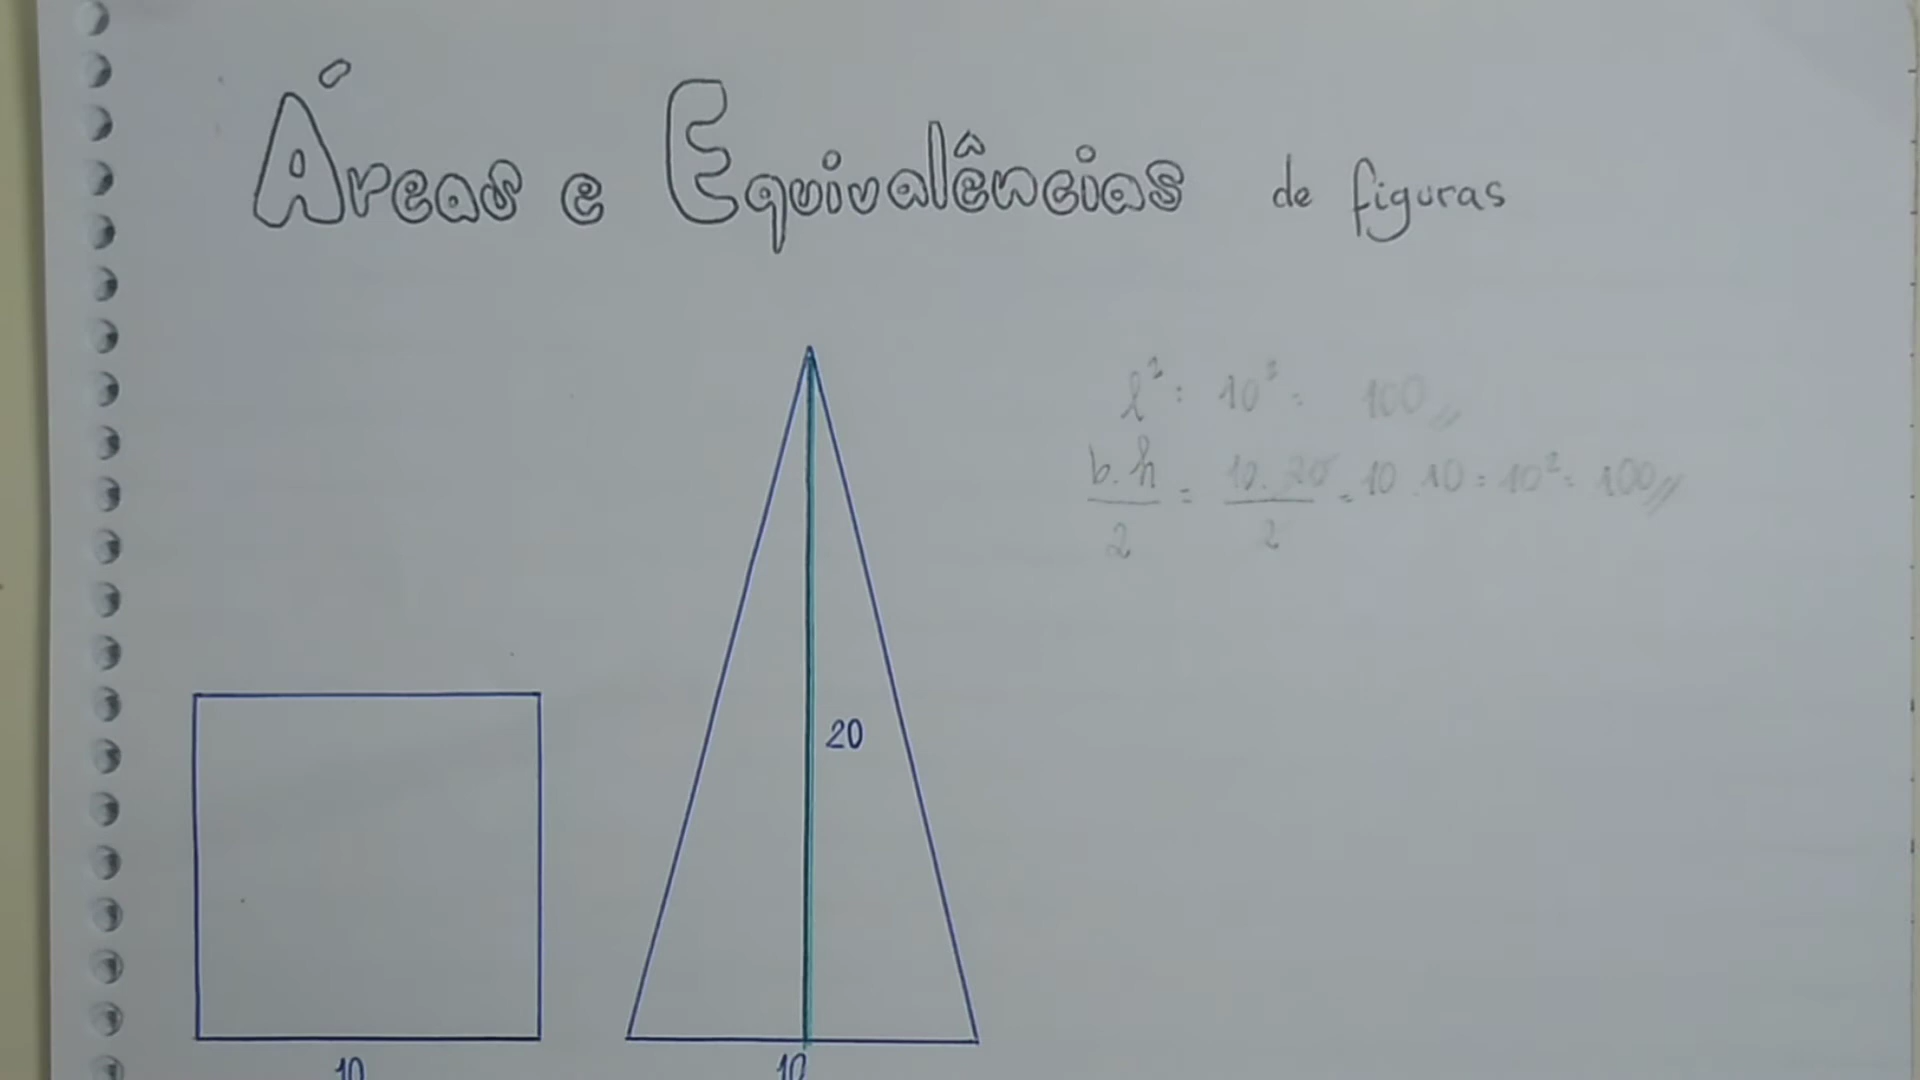 Áreas e Equivalências de figuras
l² = 10² = 100
b.h/2 = 10.20/2 = 10.10 = 10² = 100
20
10
10